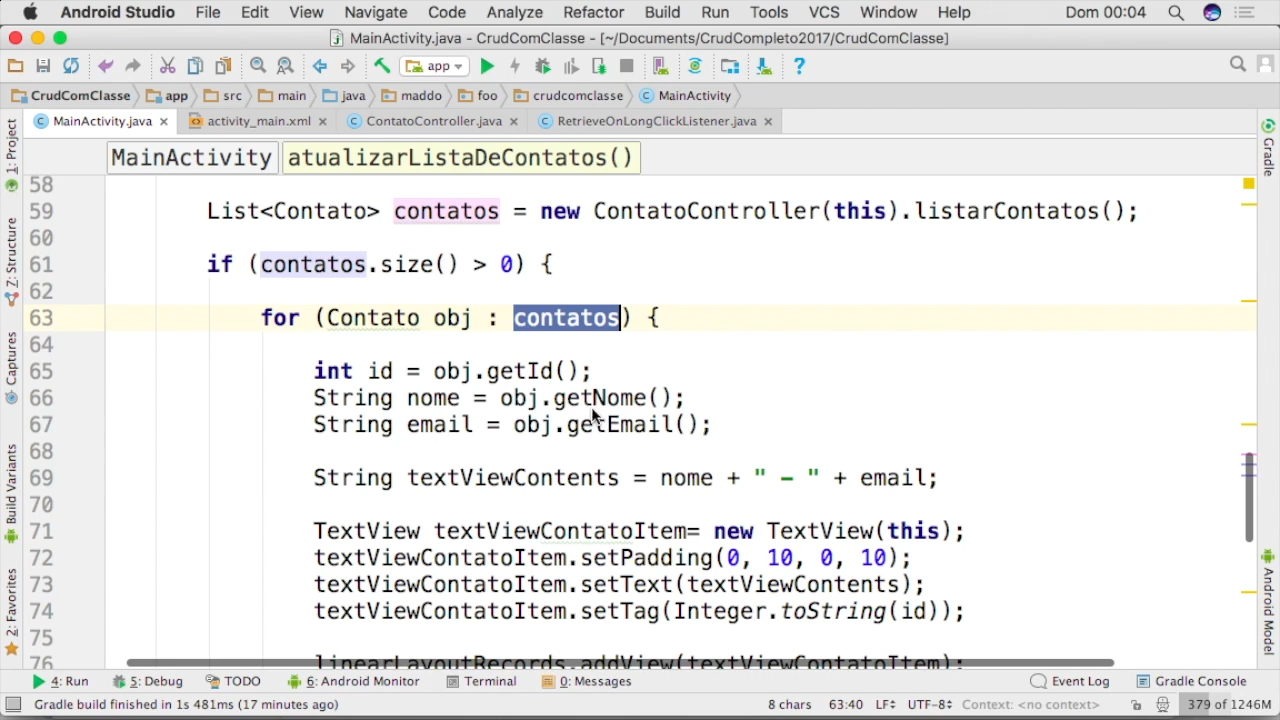 Android Studio File Edit View Navigate Code Analyze Refactor Build Run Tools VCS Window Help Dom 00:04
MainActivity.java - CrudComClasse - [~/Documents/CrudCompleto2017/CrudComClasse]
app
CrudComClasse app src main java maddo foo crudcomclasse MainActivity
MainActivity.java activity_main.xml ContatoController.java RetrieveOnLongClickListener.java
MainActivity atualizarListaDeContatos()
1: Project
Z: Structure
Captures
Build Variants
2: Favorites
58
59 List<Contato> contatos = new ContatoController(this).listarContatos();
60
61 if (contatos.size() > 0) {
62
63 for (Contato obj : contatos) {
64
65 int id = obj.getId();
66 String nome = obj.getNome();
67 String email = obj.getEmail();
68
69 String textViewContents = nome + " - " + email;
70
71 TextView textViewContatoItem= new TextView(this);
72 textViewContatoItem.setPadding(0, 10, 0, 10);
73 textViewContatoItem.setText(textViewContents);
74 textViewContatoItem.setTag(Integer.toString(id));
75
76 linearLayoutRecords.addView(textViewContatoItem);
Gradle
Android Model
4: Run 5: Debug TODO 6: Android Monitor Terminal 0: Messages Event Log Gradle Console
Gradle build finished in 1s 481ms (17 minutes ago) 8 chars 63:40 LF UTF-8 Context: <no context> 379 of 1246M